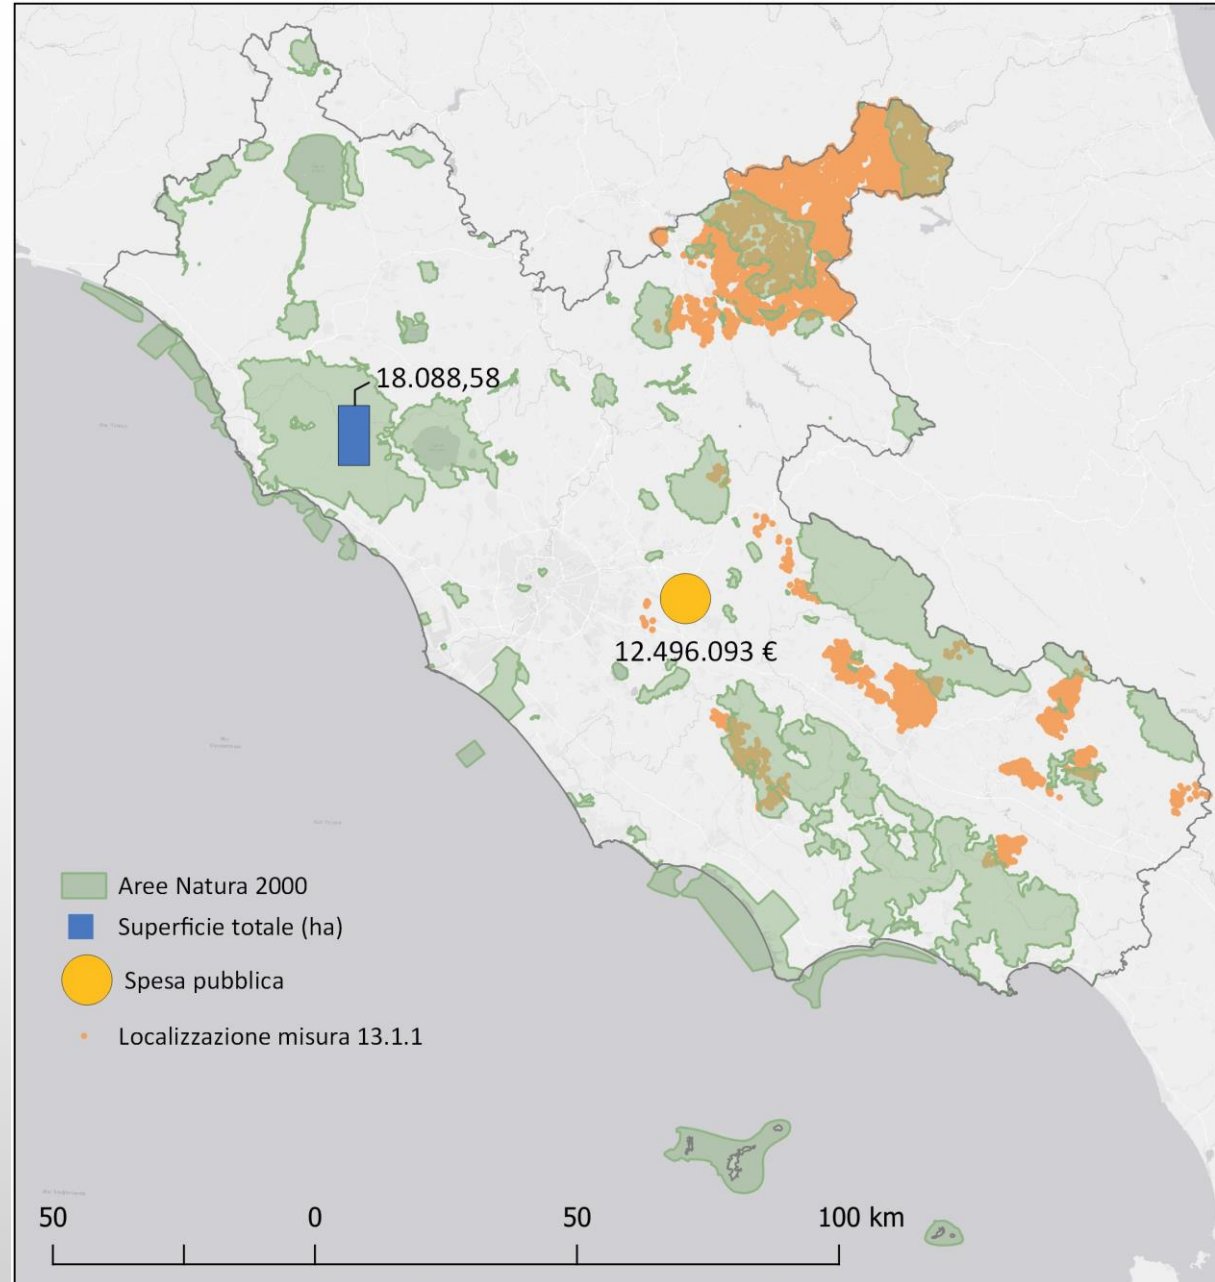 18.088,58
12.496.093 €
Aree Natura 2000
Superficie totale (ha)
Spesa pubblica
Localizzazione misura 13.1.1
50 0 50 100 km